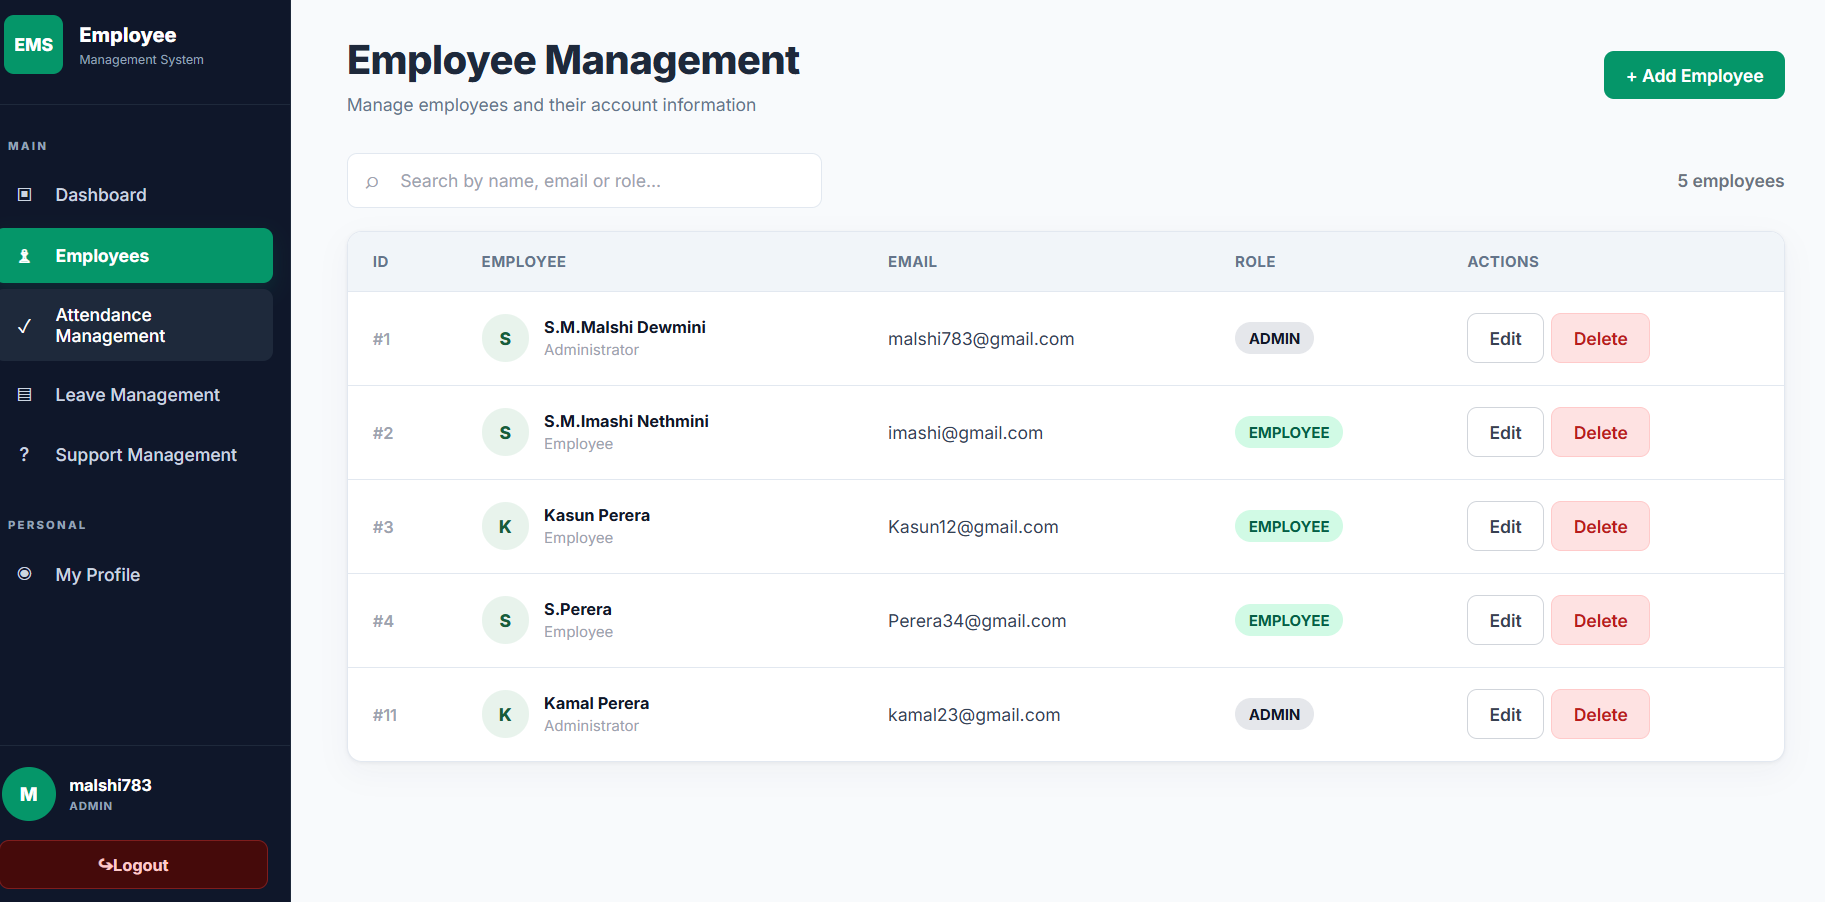 EMS
Employee
Management System
MAIN
Dashboard
Employees
Attendance
Management
Leave Management
? Support Management
PERSONAL
My Profile
M
malshi783
ADMIN
↪Logout
Employee Management
Manage employees and their account information
+ Add Employee
Search by name, email or role...
5 employees
ID EMPLOYEE EMAIL ROLE ACTIONS
#1 S S.M.Malshi Dewmini malshi783@gmail.com ADMIN Edit Delete
Administrator
#2 S S.M.Imashi Nethmini imashi@gmail.com EMPLOYEE Edit Delete
Employee
#3 K Kasun Perera Kasun12@gmail.com EMPLOYEE Edit Delete
Employee
#4 S S.Perera Perera34@gmail.com EMPLOYEE Edit Delete
Employee
#11 K Kamal Perera kamal23@gmail.com ADMIN Edit Delete
Administrator